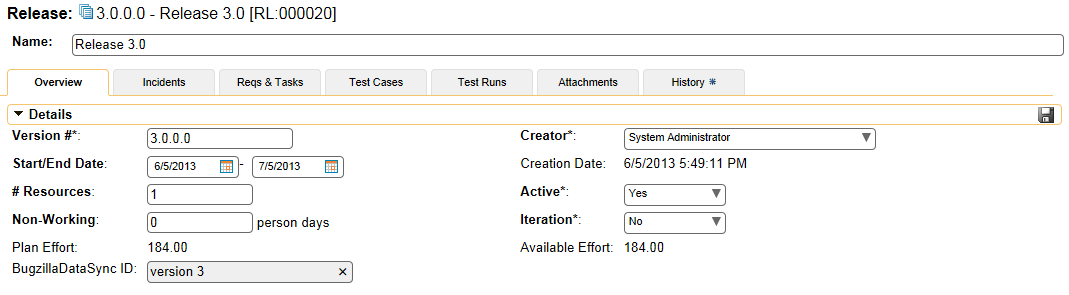 Release: 3.0.0.0 - Release 3.0 [RL:000020]
Name: Release 3.0
Overview Incidents Reqs & Tasks Test Cases Test Runs Attachments History *
Details
Version #*: 3.0.0.0 Creator*: System Administrator
Start/End Date: 6/5/2013 - 7/5/2013 Creation Date: 6/5/2013 5:49:11 PM
# Resources: 1 Active*: Yes
Non-Working: 0 person days Iteration*: No
Plan Effort: 184.00 Available Effort: 184.00
BugzillaDataSync ID: version 3 ×